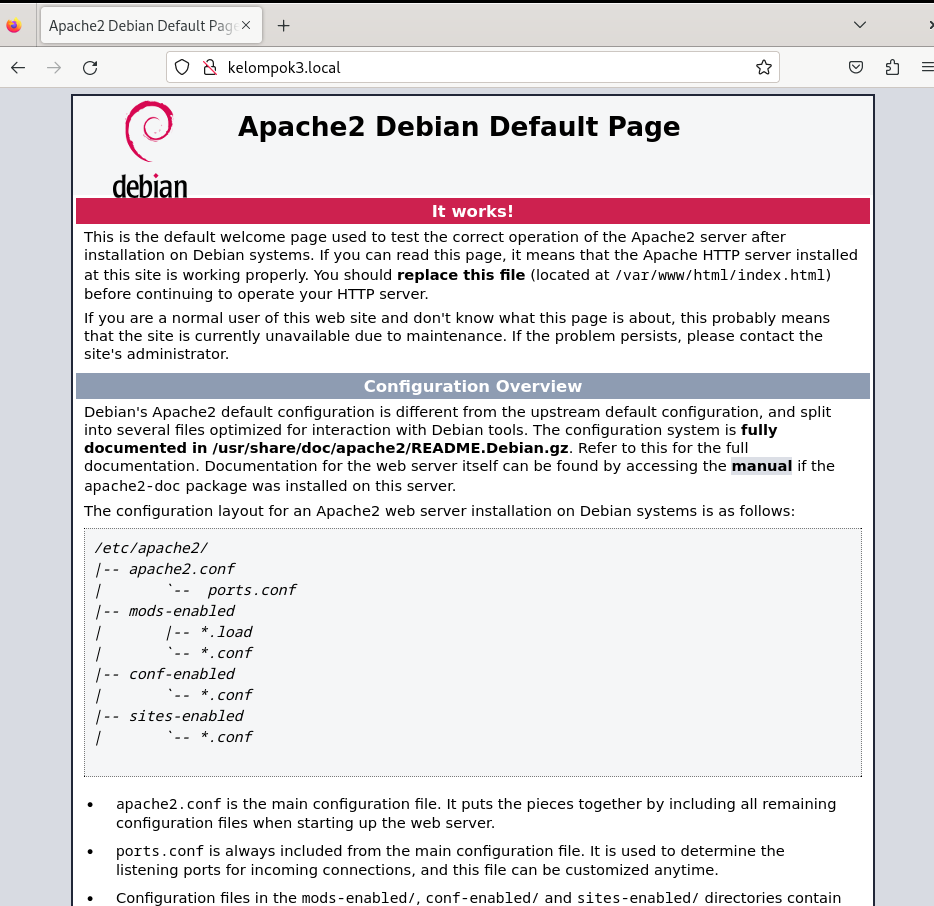 Apache2 Debian Default Page
kelompok3.local
debian
Apache2 Debian Default Page
It works!
This is the default welcome page used to test the correct operation of the Apache2 server after
installation on Debian systems. If you can read this page, it means that the Apache HTTP server installed
at this site is working properly. You should replace this file (located at /var/www/html/index.html)
before continuing to operate your HTTP server.
If you are a normal user of this web site and don't know what this page is about, this probably means
that the site is currently unavailable due to maintenance. If the problem persists, please contact the
site's administrator.
Configuration Overview
Debian's Apache2 default configuration is different from the upstream default configuration, and split
into several files optimized for interaction with Debian tools. The configuration system is fully
documented in /usr/share/doc/apache2/README.Debian.gz. Refer to this for the full
documentation. Documentation for the web server itself can be found by accessing the manual if the
apache2-doc package was installed on this server.
The configuration layout for an Apache2 web server installation on Debian systems is as follows:
/etc/apache2/
|-- apache2.conf
|       `--  ports.conf
|-- mods-enabled
|       |-- *.load
|       `-- *.conf
|-- conf-enabled
|       `-- *.conf
|-- sites-enabled
|       `-- *.conf
• apache2.conf is the main configuration file. It puts the pieces together by including all remaining
configuration files when starting up the web server.
• ports.conf is always included from the main configuration file. It is used to determine the
listening ports for incoming connections, and this file can be customized anytime.
• Configuration files in the mods-enabled/, conf-enabled/ and sites-enabled/ directories contain